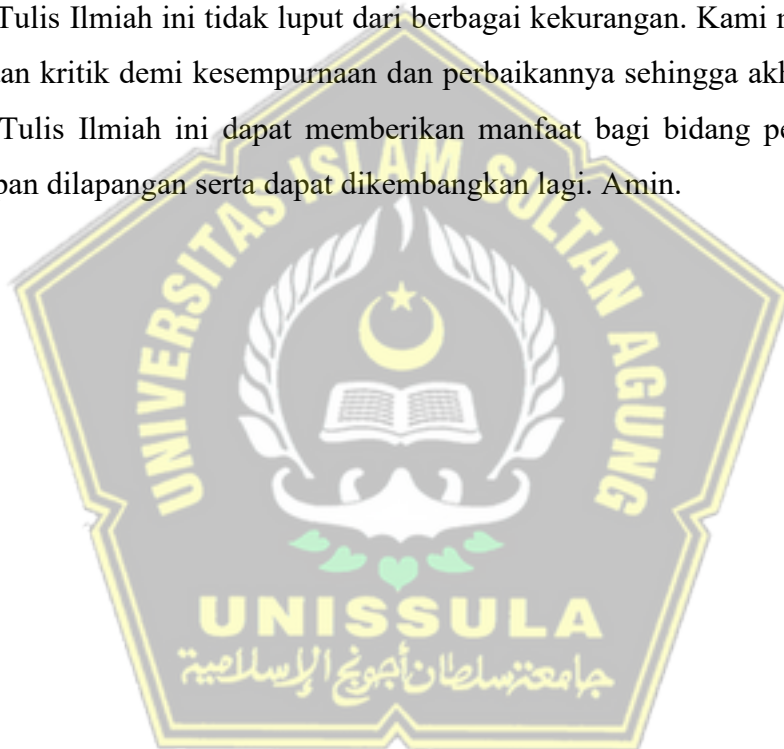 Tulis Ilmiah ini tidak luput dari berbagai kekurangan. Kami
an kritik demi kesempurnaan dan perbaikannya sehingga
Tulis Ilmiah ini dapat memberikan manfaat bagi bidang
pan dilapangan serta dapat dikembangkan lagi. Amin.
UNIVERSITAS ISLAM SULTAN AGUNG
UNISSULA
جامعة سلطان أجونج الإسلامية